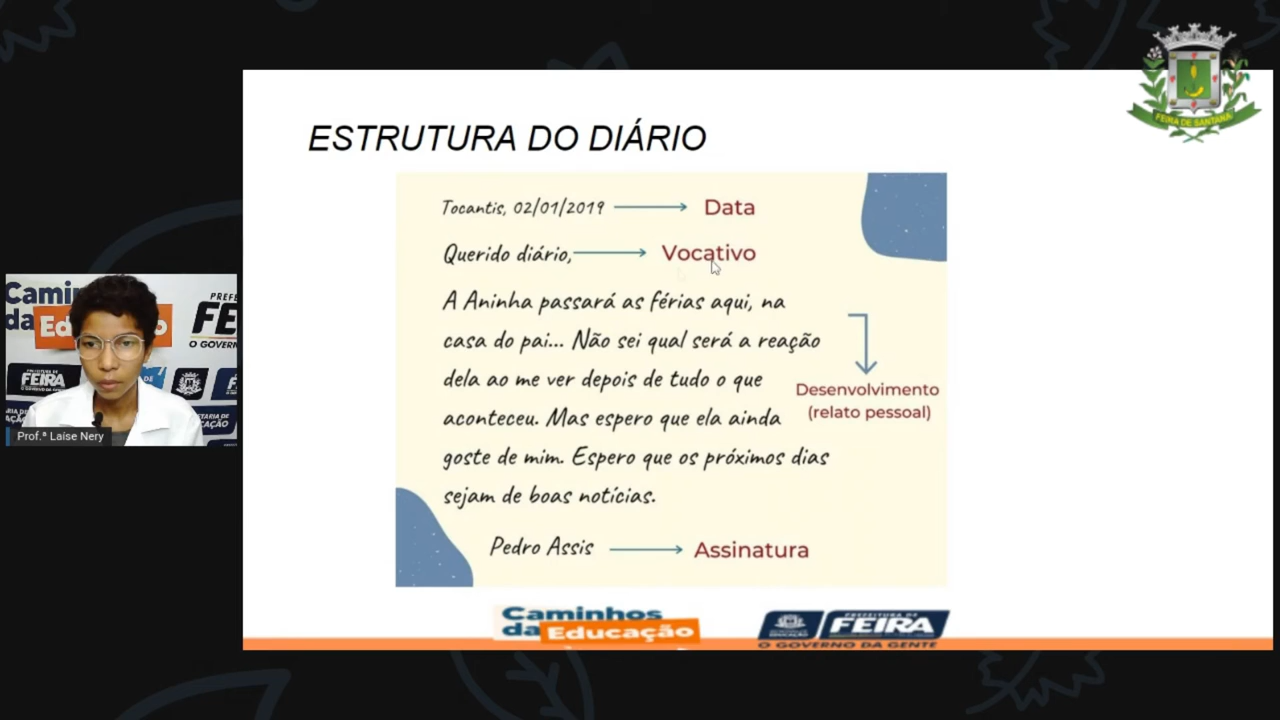 FEIRA DE SANTANA
ESTRUTURA DO DIÁRIO
Tocantis, 02/01/2019 Data
Querido diário, Vocativo
A Aninha passará as férias aqui, na
casa do pai... Não sei qual será a reação
dela ao me ver depois de tudo o que
aconteceu. Mas espero que ela ainda
goste de mim. Espero que os próximos dias
sejam de boas notícias.
Desenvolvimento
(relato pessoal)
Pedro Assis Assinatura
Caminhos
da Educação
PREFEITURA DE
FEIRA
O GOVERNO DA GENTE
Prof.ª Laíse Nery